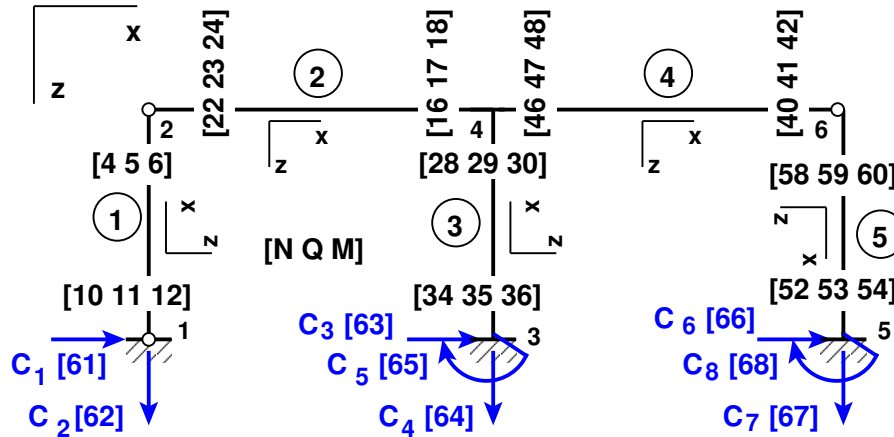 x
z
[22 23 24]
2
[16 17 18]
[46 47 48]
4
[40 41 42]
2
x
z
4
x
z
6
[4 5 6]
[28 29 30]
[58 59 60]
1
x
z
[N Q M]
3
x
z
z
x
5
[10 11 12]
[34 35 36]
[52 53 54]
1
C1 [61]
C2 [62]
C3 [63]
3
C5 [65]
C4 [64]
C6 [66]
5
C8 [68]
C7 [67]